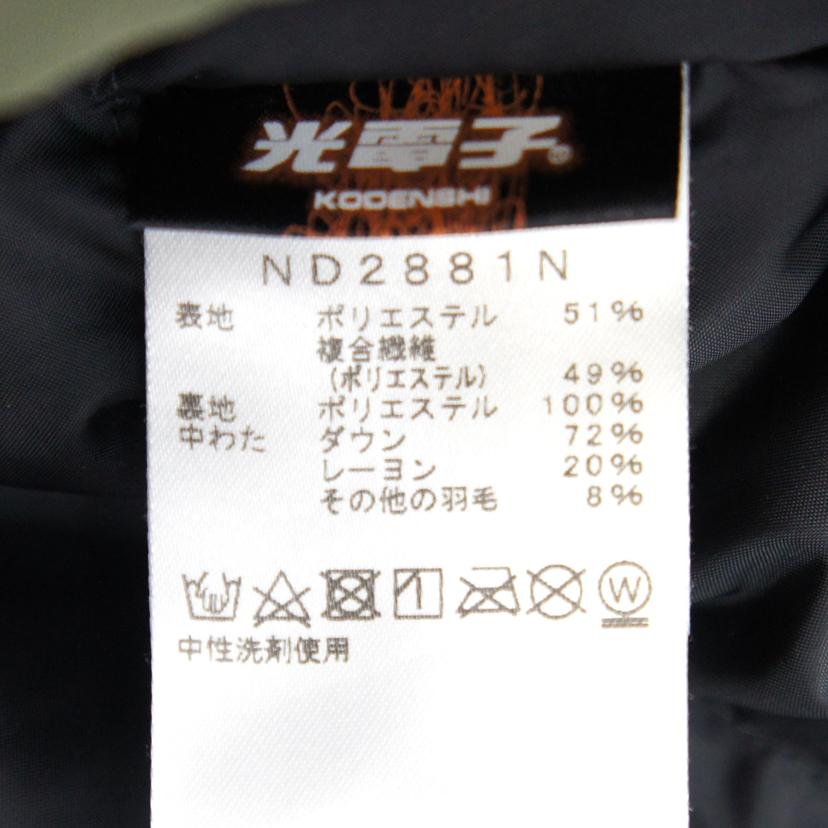 光電子®
KODENSHI
ND2881N
表地 ポリエステル 51%
複合繊維
(ポリエステル) 49%
裏地 ポリエステル 100%
中わた ダウン 72%
レーヨン 20%
その他の羽毛 8%
W
中性洗剤使用